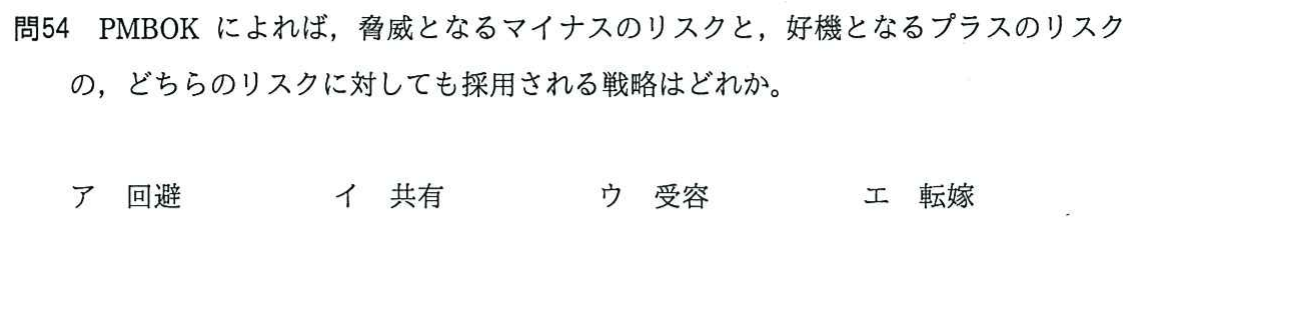 問54 PMBOK によれば，脅威となるマイナスのリスクと，好機となるプラスのリスク
の，どちらのリスクに対しても採用される戦略はどれか。
ア 回避 イ 共有 ウ 受容 エ 転嫁